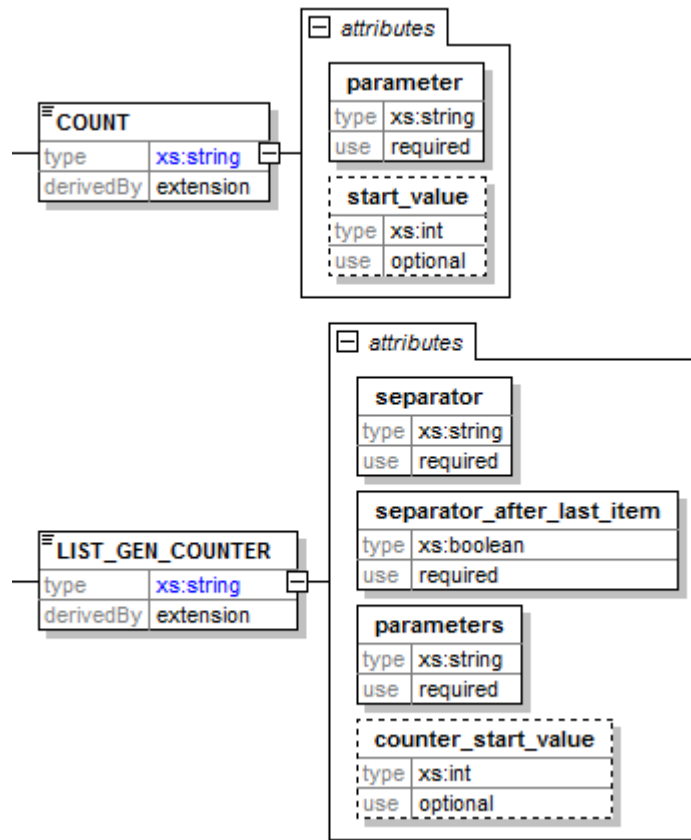 attributes
parameter
type xs:string
use required
COUNT
type xs:string
derivedBy extension
start_value
type xs:int
use optional
attributes
separator
type xs:string
use required
separator_after_last_item
type xs:boolean
use required
LIST_GEN_COUNTER
type xs:string
derivedBy extension
parameters
type xs:string
use required
counter_start_value
type xs:int
use optional